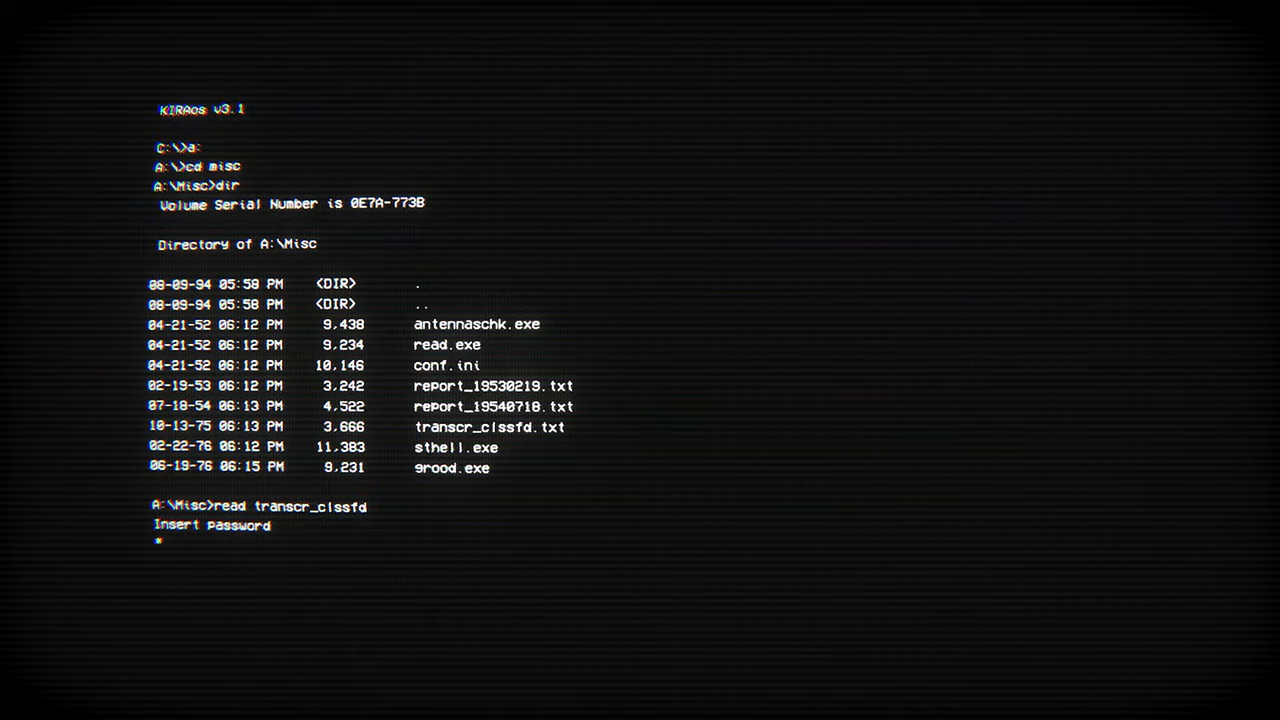 KIRAos v3.1
C:\>a:
A:\>cd misc
A:\Misc>dir
Volume Serial Number is 0E7A-773B
Directory of A:\Misc
08-09-94 05:58 PM <DIR> .
08-09-94 05:58 PM <DIR> ..
04-21-52 06:12 PM 9,438 antennaschk.exe
04-21-52 06:12 PM 9,234 read.exe
04-21-52 06:12 PM 10,146 conf.ini
02-19-53 06:12 PM 3,242 report_19530219.txt
07-18-54 06:13 PM 4,522 report_19540718.txt
10-13-75 06:13 PM 3,666 transcr_clssfd.txt
02-22-76 06:12 PM 11,383 sthell.exe
06-19-76 06:15 PM 9,231 grood.exe
A:\Misc>read transcr_clssfd
Insert password
*